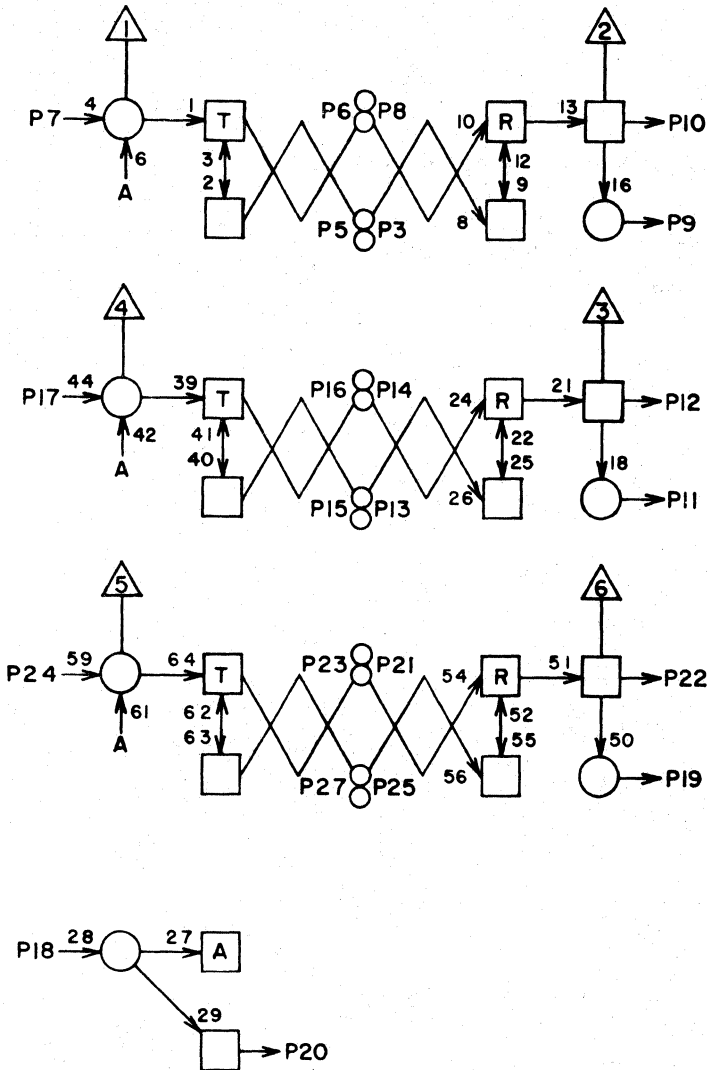 1 2
P7 4 1 T P6 P8 10 R 13 P10
6 3 12 16
A 2 P5 P3 8 9 P9
4 3
P17 44 39 T P16 P14 24 R 21 P12
42 41 22 18
A 40 P15 P13 26 25 P11
5 6
P24 59 64 T P23 P21 54 R 51 P22
61 62 52 50
A 63 P27 P25 56 55 P19
P18 28 27 A
29
P20